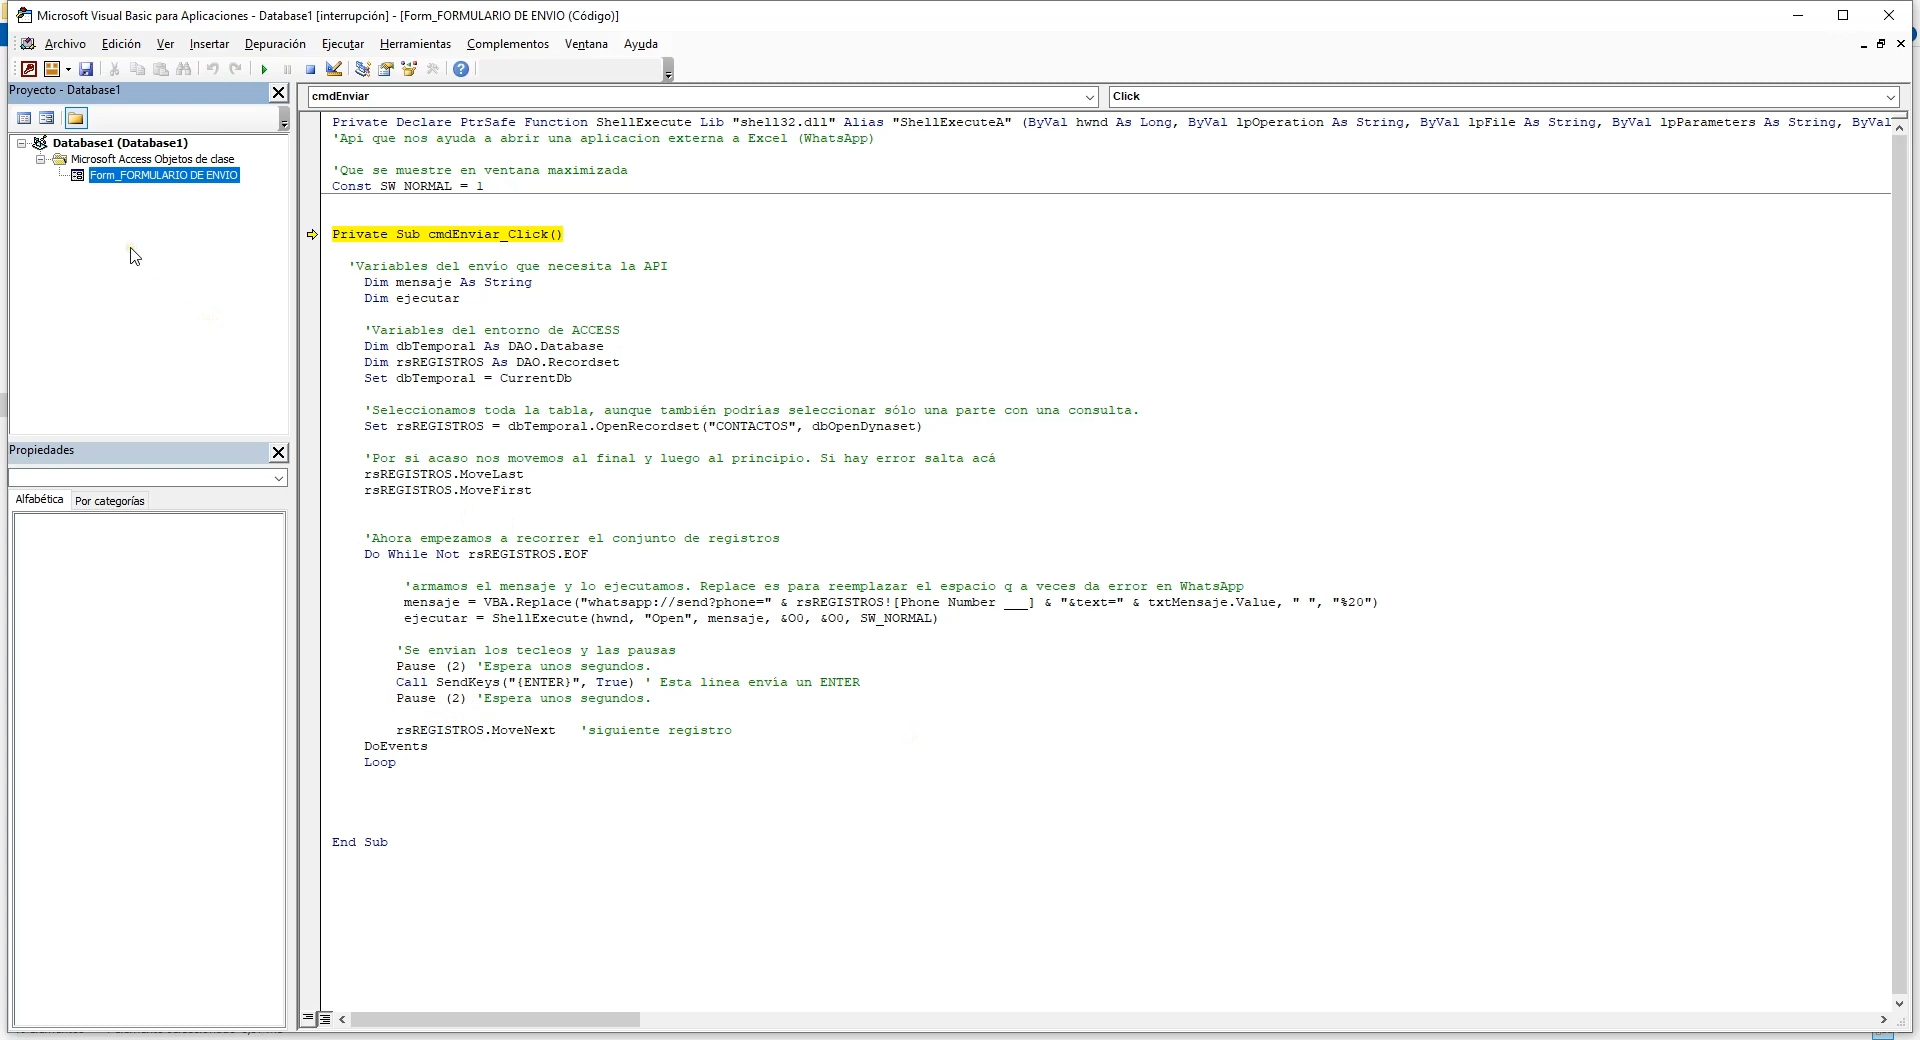 Microsoft Visual Basic para Aplicaciones - Database1 [interrupción] - [Form_FORMULARIO DE ENVIO (Código)]
Archivo Edición Ver Insertar Depuración Ejecutar Herramientas Complementos Ventana Ayuda
Proyecto - Database1
Database1 (Database1)
Microsoft Access Objetos de clase
Form_FORMULARIO DE ENVIO
Propiedades
Alfabética Por categorías
cmdEnviar Click
Private Declare PtrSafe Function ShellExecute Lib "shell32.dll" Alias "ShellExecuteA" (ByVal hwnd As Long, ByVal lpOperation As String, ByVal lpFile As String, ByVal lpParameters As String, ByVal
'Api que nos ayuda a abrir una aplicacion externa a Excel (WhatsApp)
'Que se muestre en ventana maximizada
Const SW_NORMAL = 1
Private Sub cmdEnviar_Click()
'Variables del envío que necesita la API
Dim mensaje As String
Dim ejecutar
'Variables del entorno de ACCESS
Dim dbTemporal As DAO.Database
Dim rsREGISTROS As DAO.Recordset
Set dbTemporal = CurrentDb
'Seleccionamos toda la tabla, aunque también podrías seleccionar sólo una parte con una consulta.
Set rsREGISTROS = dbTemporal.OpenRecordset("CONTACTOS", dbOpenDynaset)
'Por si acaso nos movemos al final y luego al principio. Si hay error salta acá
rsREGISTROS.MoveLast
rsREGISTROS.MoveFirst
'Ahora empezamos a recorrer el conjunto de registros
Do While Not rsREGISTROS.EOF
'armamos el mensaje y lo ejecutamos. Replace es para reemplazar el espacio q a veces da error en WhatsApp
mensaje = VBA.Replace("whatsapp://send?phone=" & rsREGISTROS![Phone Number ___] & "&text=" & txtMensaje.Value, " ", "%20")
ejecutar = ShellExecute(hwnd, "Open", mensaje, &O0, &O0, SW_NORMAL)
'Se envian los tecleos y las pausas
Pause (2) 'Espera unos segundos.
Call SendKeys("{ENTER}", True) ' Esta linea envía un ENTER
Pause (2) 'Espera unos segundos.
rsREGISTROS.MoveNext 'siguiente registro
DoEvents
Loop
End Sub